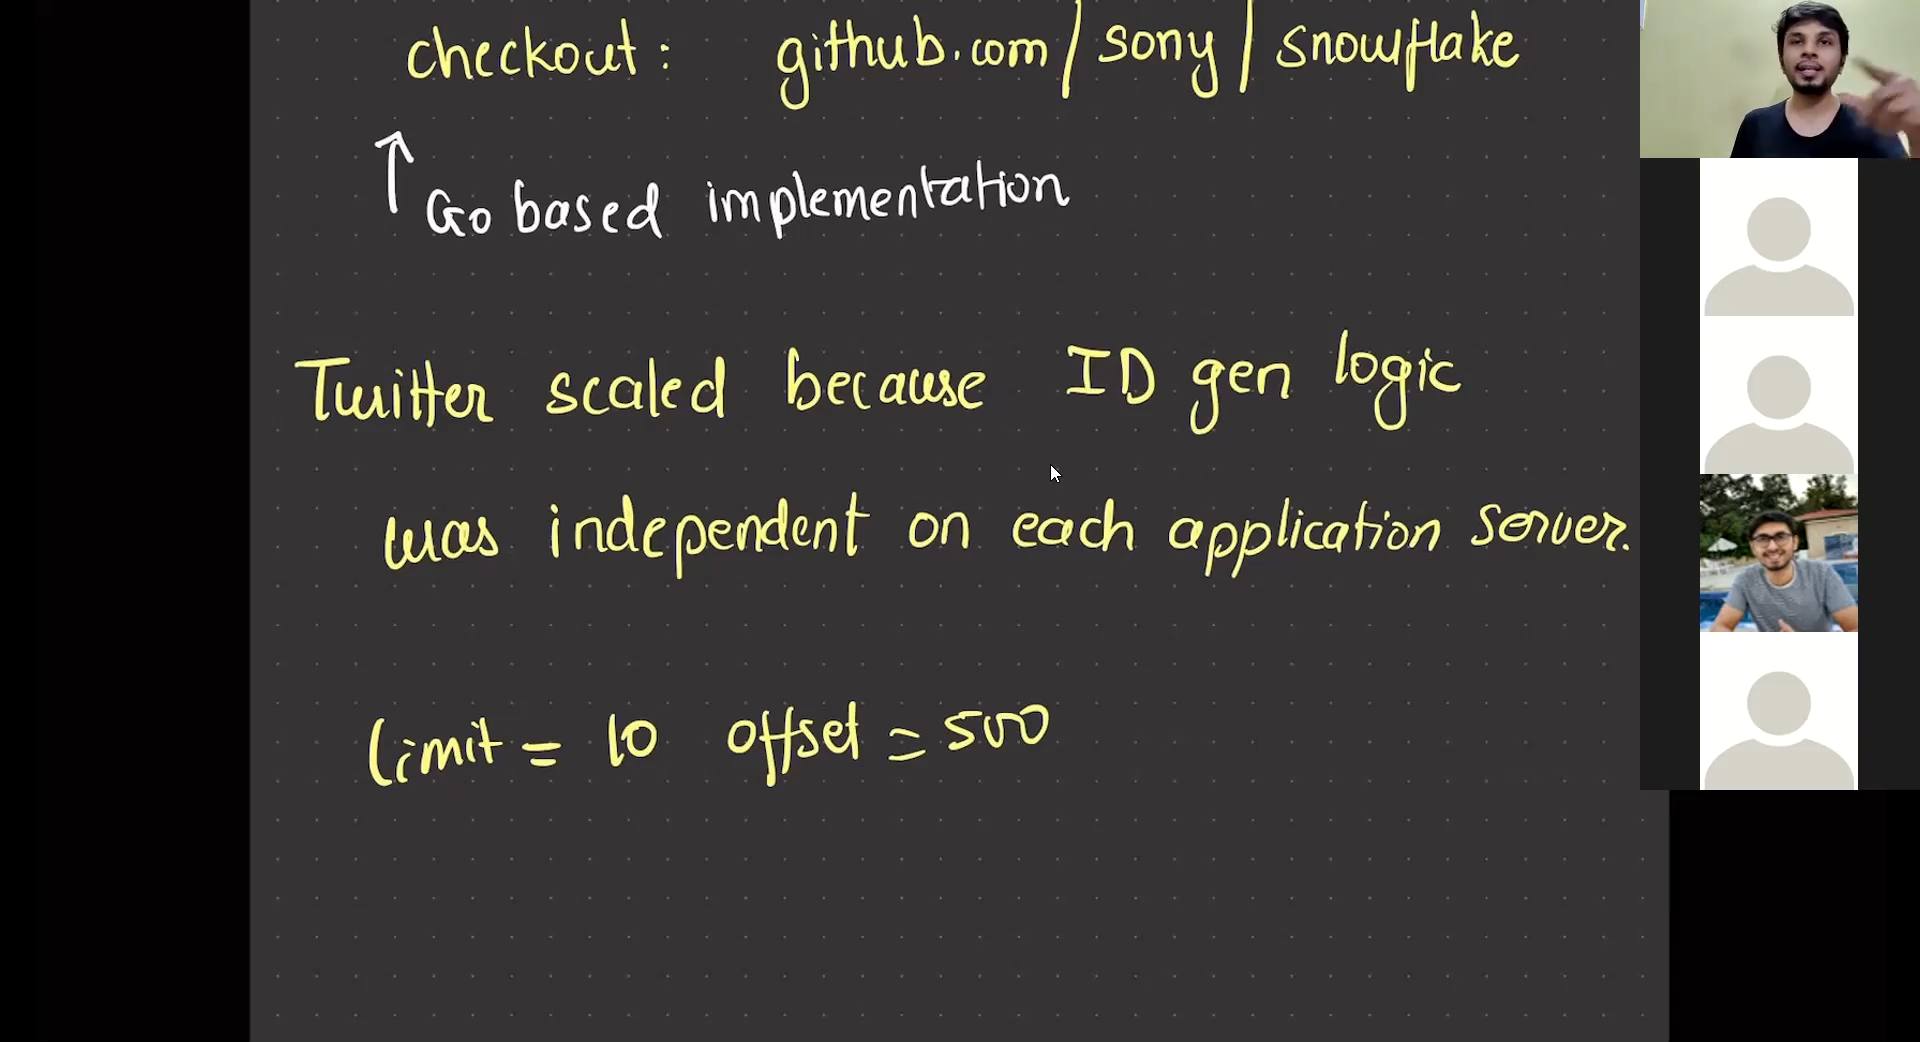 checkout: github.com/sony/snowflake
↑ Go based implementation
Twitter scaled because ID gen logic
was independent on each application server.
limit = 10 offset = 500